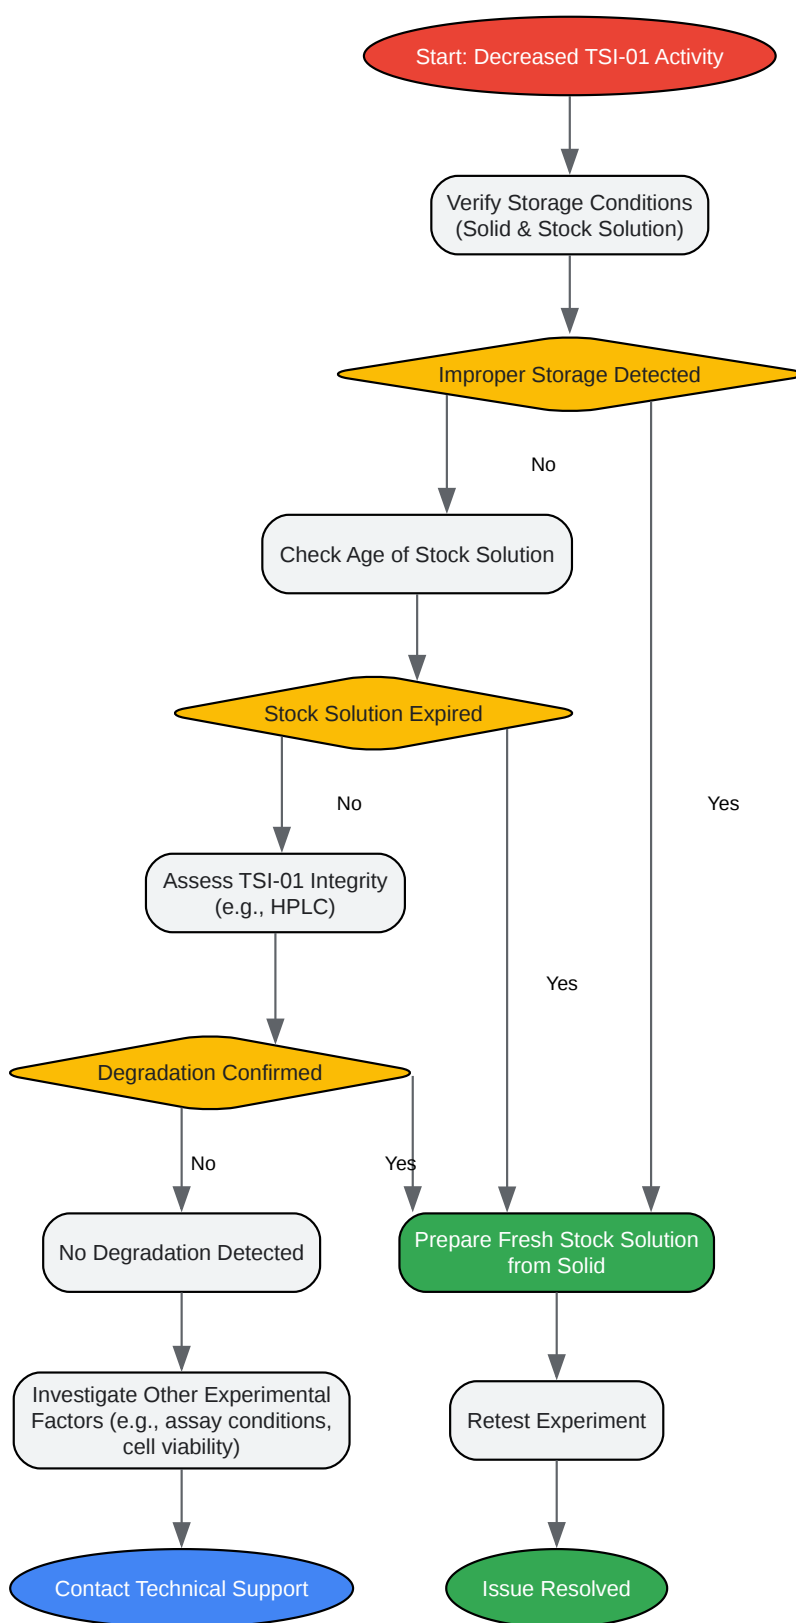 Start: Decreased TSI-01 Activity
Verify Storage Conditions
(Solid & Stock Solution)
Improper Storage Detected
No
Check Age of Stock Solution
Stock Solution Expired
No
Yes
Assess TSI-01 Integrity
(e.g., HPLC)
Yes
Degradation Confirmed
No
Yes
No Degradation Detected
Prepare Fresh Stock Solution
from Solid
Investigate Other Experimental
Factors (e.g., assay conditions,
cell viability)
Retest Experiment
Contact Technical Support
Issue Resolved